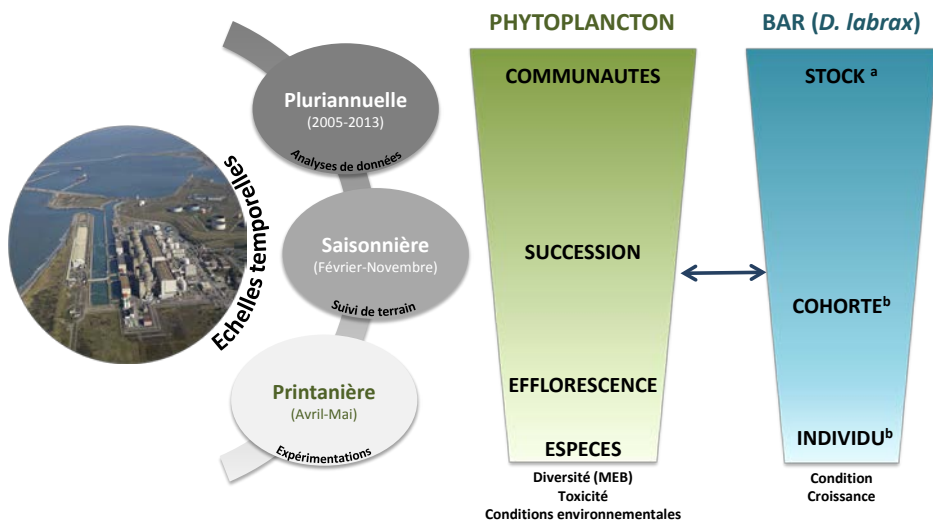 Echelles temporelles
Pluriannuelle
(2005-2013)
Analyses de données
Saisonnière
(Février-Novembre)
Suivi de terrain
Printanière
(Avril-Mai)
Expérimentations
PHYTOPLANCTON
COMMUNAUTES
SUCCESSION
EFFLORESCENCE
ESPECES
Diversité (MEB)
Toxicité
Conditions environnementales
BAR (D. labrax)
STOCK a
COHORTEb
INDIVIDUb
Condition
Croissance